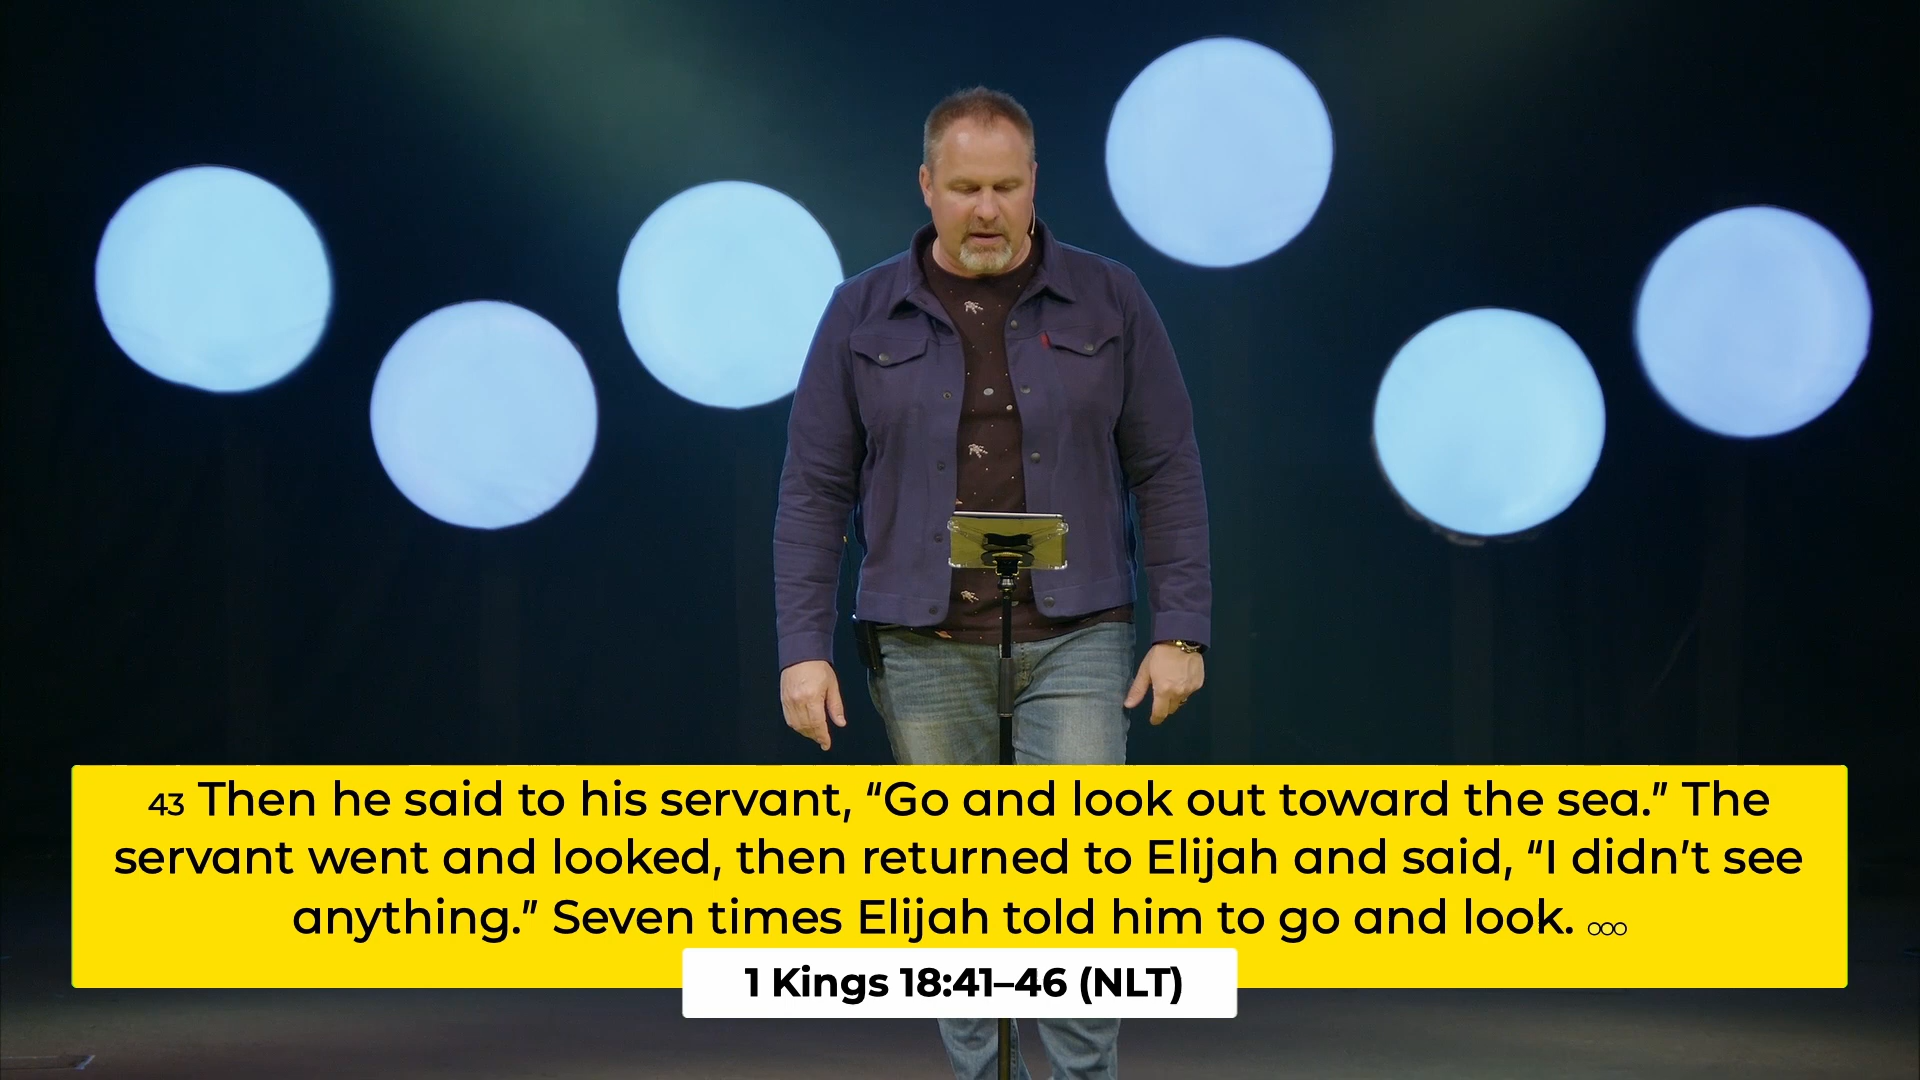 43 Then he said to his servant, “Go and look out toward the sea.” The
servant went and looked, then returned to Elijah and said, “I didn’t see
anything.” Seven times Elijah told him to go and look. ooo
1 Kings 18:41–46 (NLT)